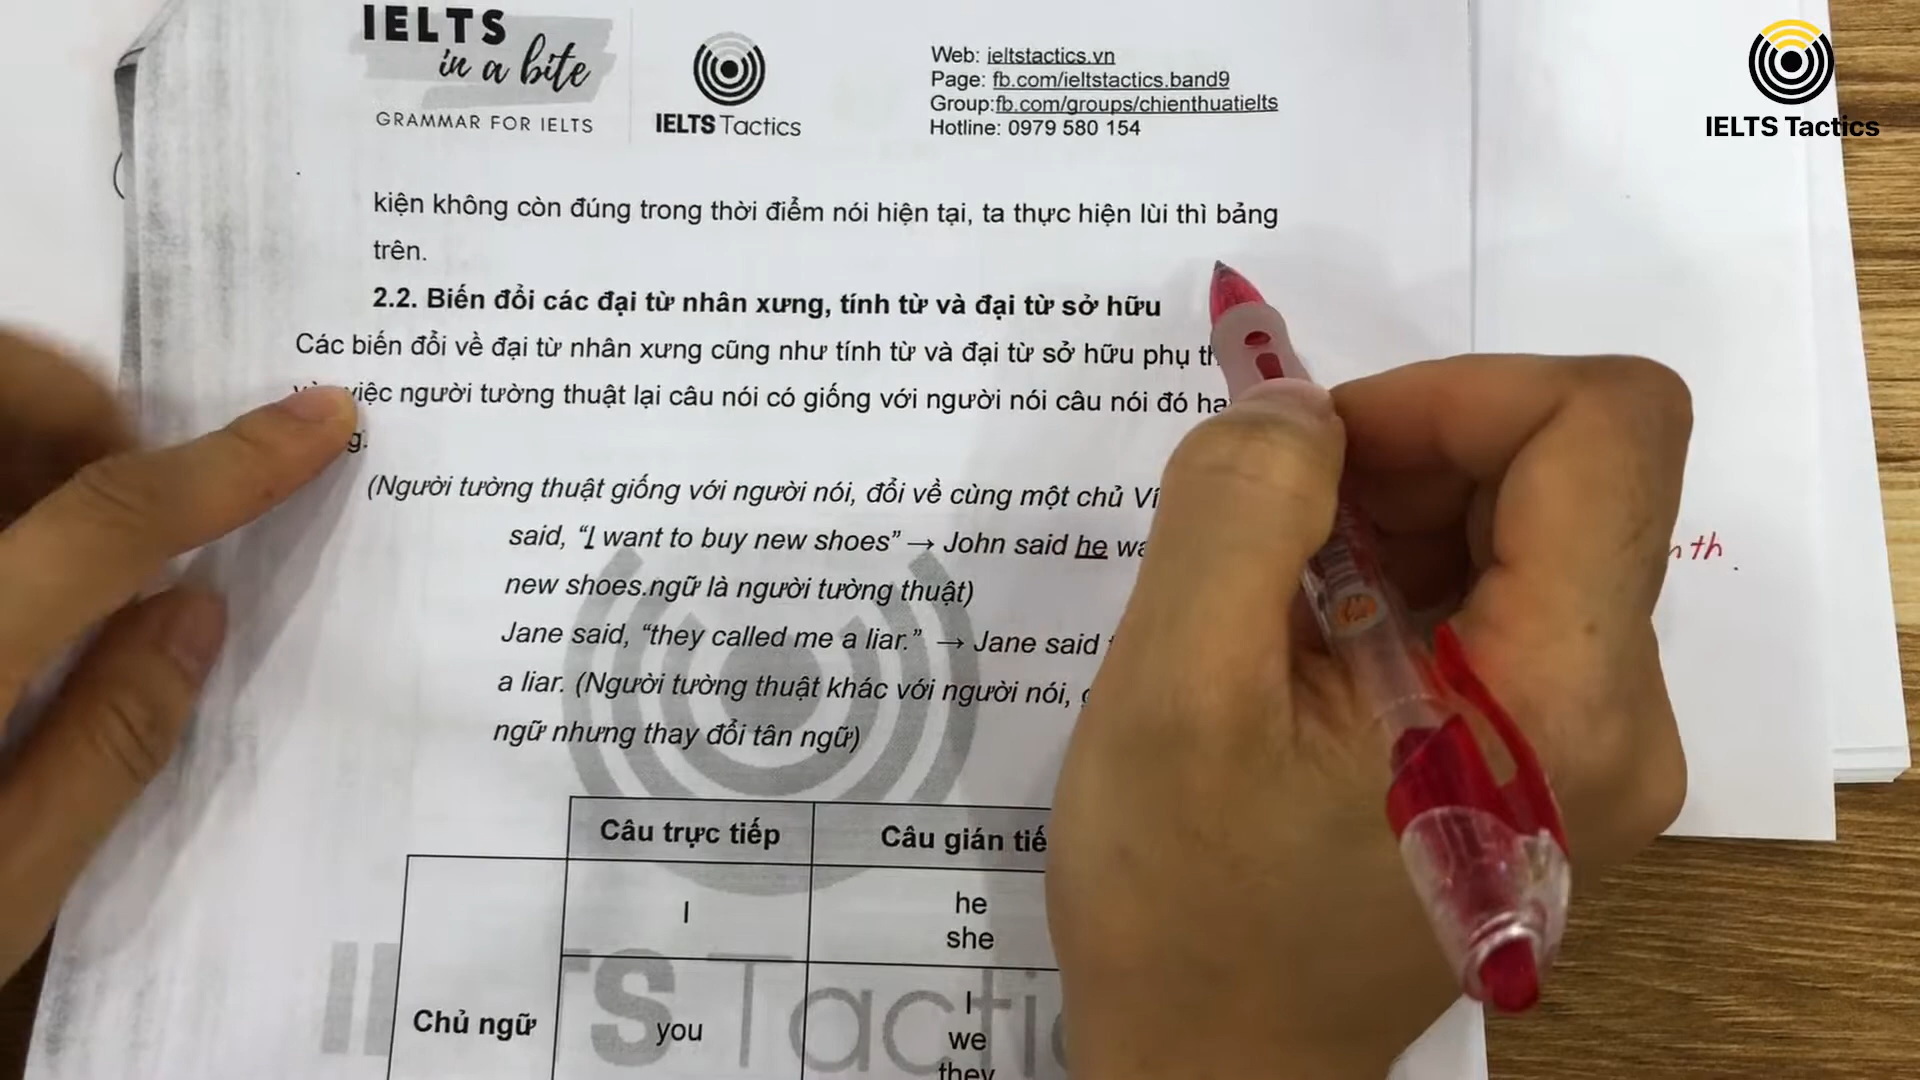 IELTS
in a bite
GRAMMAR FOR IELTS
IELTS Tactics
Web: ieltstactics.vn
Page: fb.com/ieltstactics.band9
Group:fb.com/groups/chienthuatielts
Hotline: 0979 580 154
IELTS Tactics
kiện không còn đúng trong thời điểm nói hiện tại, ta thực hiện lùi thì bảng
trên.
2.2. Biến đổi các đại từ nhân xưng, tính từ và đại từ sở hữu
Các biến đổi về đại từ nhân xưng cũng như tính từ và đại từ sở hữu phụ
việc người tường thuật lại câu nói có giống với người nói câu nói đó
(Người tường thuật giống với người nói, đổi về cùng một chủ Ví
said, “I want to buy new shoes” → John said he
new shoes.ngữ là người tường thuật)
Jane said, “they called me a liar.” → Jane said
a liar. (Người tường thuật khác với người nói,
ngữ nhưng thay đổi tân ngữ)
Câu trực tiếp
Câu gián
I
he
she
Chủ ngữ
you
I
we
they
IELTS Tactics